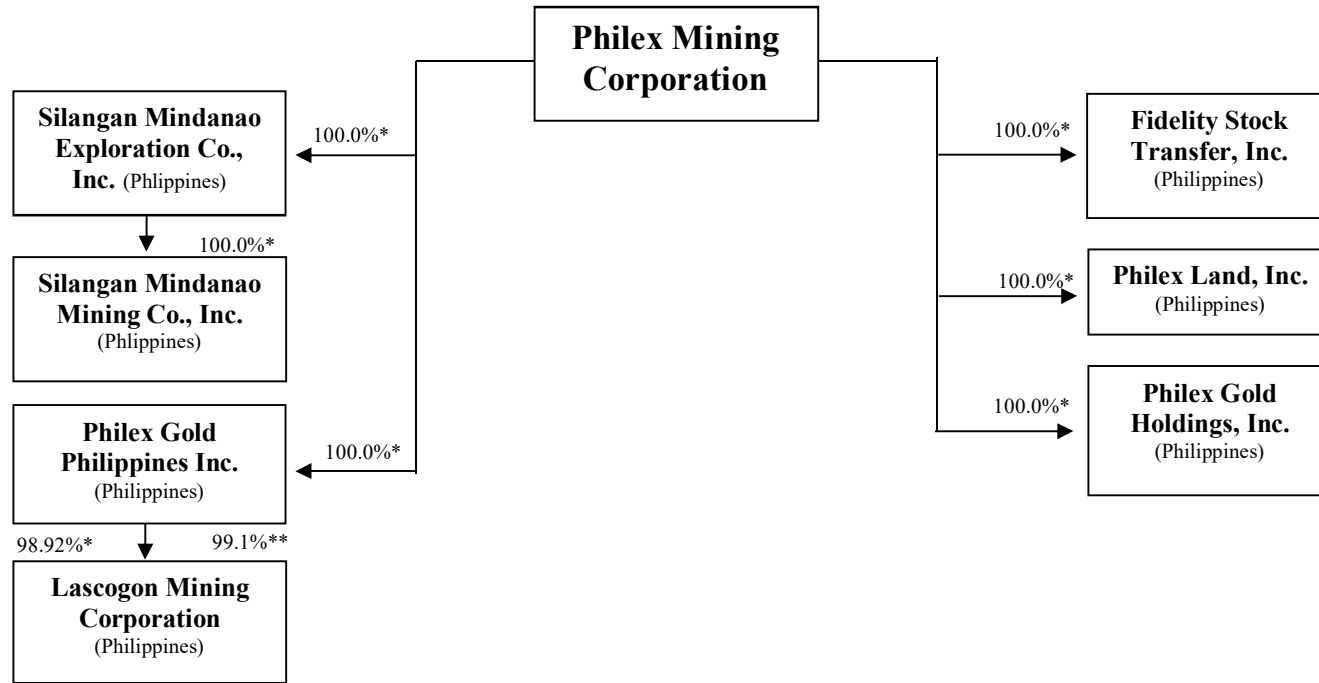 Philex Mining
Corporation
Silangan Mindanao
Exploration Co.,
Inc. (Phlippines)
100.0%*
100.0%*
Silangan Mindanao
Mining Co., Inc.
(Phlippines)
Philex Gold
Philippines Inc.
(Philippines)
100.0%*
98.92%*
99.1%**
Lascogon Mining
Corporation
(Philippines)
100.0%*
Fidelity Stock
Transfer, Inc.
(Philippines)
100.0%*
Philex Land, Inc.
(Philippines)
100.0%*
Philex Gold
Holdings, Inc.
(Philippines)